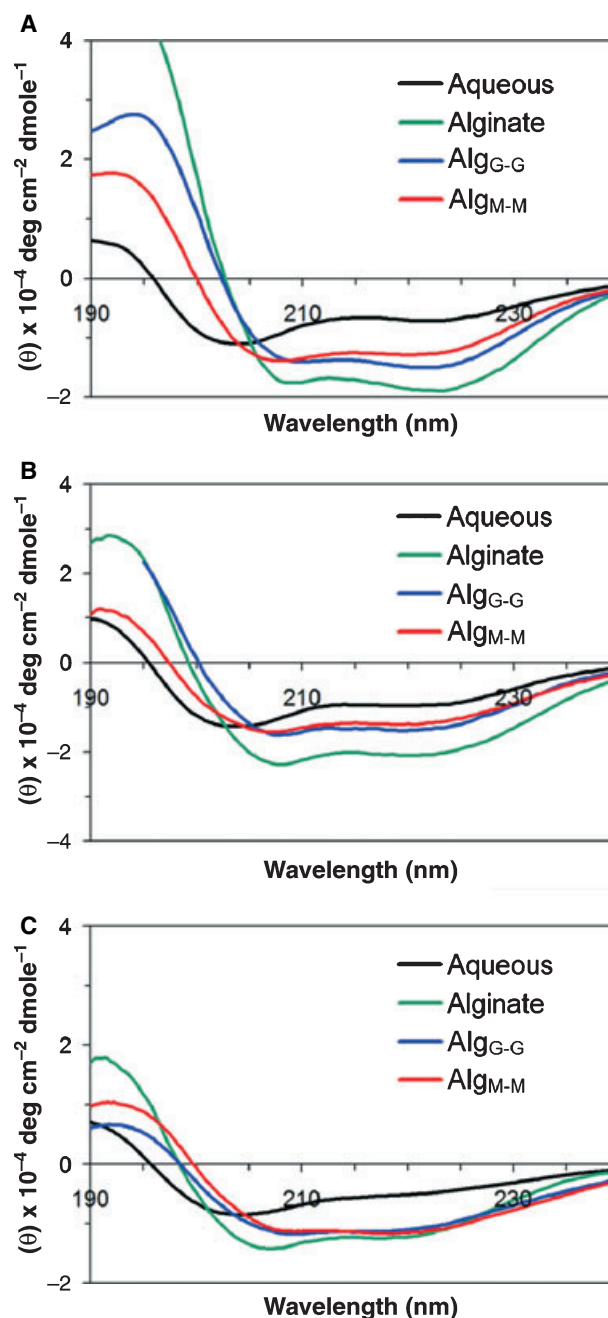 A
4
2
0
−2
190
210
230
Aqueous
Alginate
AlgG-G
AlgM-M
(θ) x 10−4 deg cm−2 dmole−1
Wavelength (nm)
B
4
2
0
−2
−4
190
210
230
Aqueous
Alginate
AlgG-G
AlgM-M
(θ) x 10−4 deg cm−2 dmole−1
Wavelength (nm)
C
4
2
0
−2
190
210
230
Aqueous
Alginate
AlgG-G
AlgM-M
(θ) x 10−4 deg cm−2 dmole−1
Wavelength (nm)